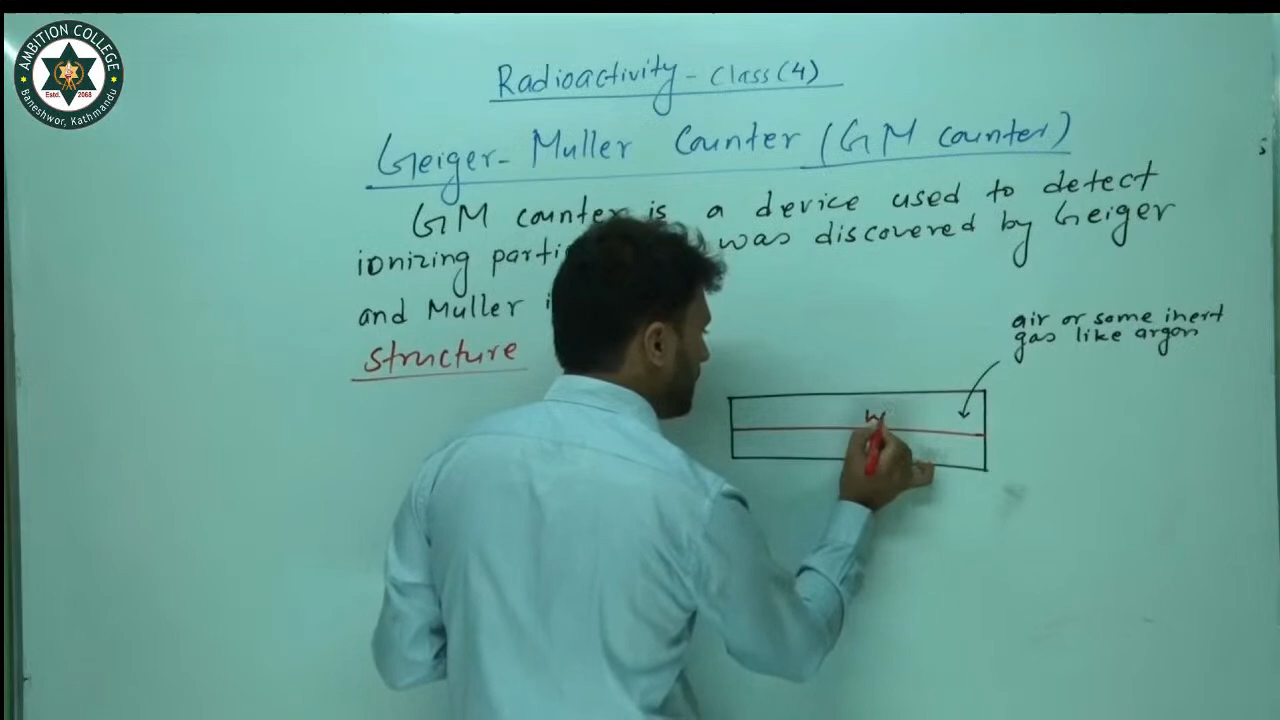 AMBITION COLLEGE
Estd. 2068
Baneshwor, Kathmandu
Radioactivity - Class (4)
Geiger - Muller Counter (GM counter)
GM counter is a device used to detect
ionizing parti was discovered by Geiger
and Muller i
Structure
air or some inert
gas like argon
W